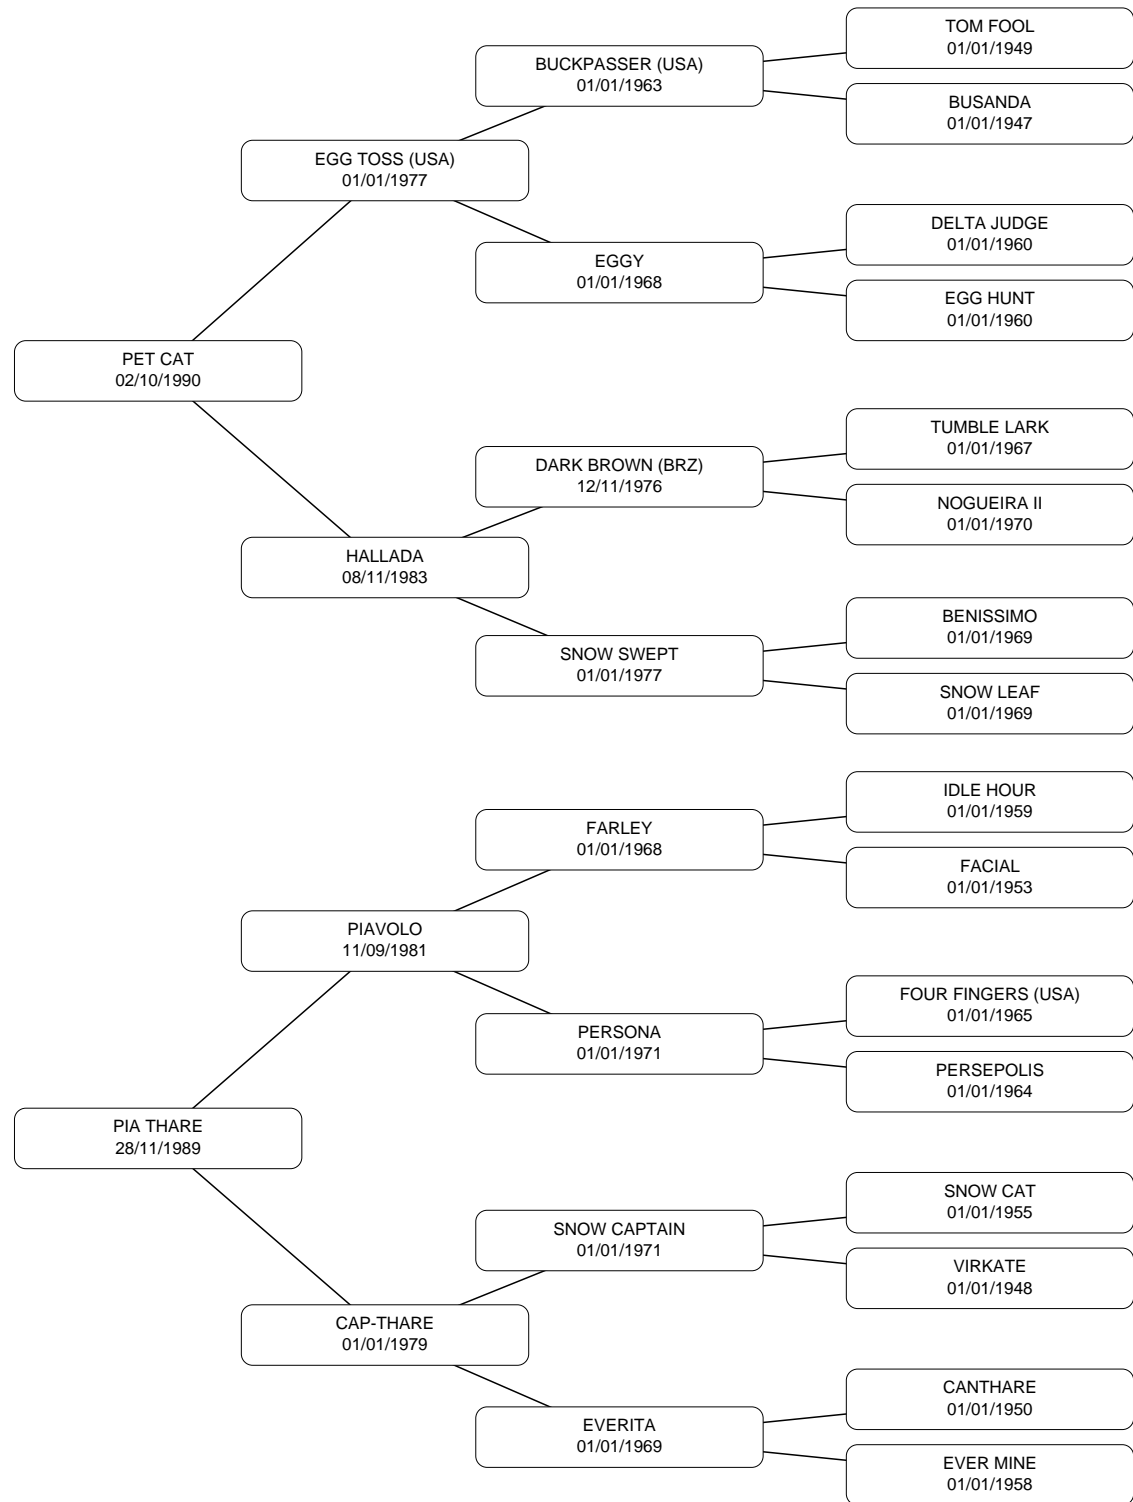 TOM FOOL
01/01/1949
BUCKPASSER (USA)
01/01/1963
BUSANDA
01/01/1947
EGG TOSS (USA)
01/01/1977
DELTA JUDGE
01/01/1960
EGGY
01/01/1968
EGG HUNT
01/01/1960
PET CAT
02/10/1990
TUMBLE LARK
01/01/1967
DARK BROWN (BRZ)
12/11/1976
NOGUEIRA II
01/01/1970
HALLADA
08/11/1983
BENISSIMO
01/01/1969
SNOW SWEPT
01/01/1977
SNOW LEAF
01/01/1969
IDLE HOUR
01/01/1959
FARLEY
01/01/1968
FACIAL
01/01/1953
PIAVOLO
11/09/1981
FOUR FINGERS (USA)
01/01/1965
PERSONA
01/01/1971
PERSEPOLIS
01/01/1964
PIA THARE
28/11/1989
SNOW CAT
01/01/1955
SNOW CAPTAIN
01/01/1971
VIRKATE
01/01/1948
CAP-THARE
01/01/1979
CANTHARE
01/01/1950
EVERITA
01/01/1969
EVER MINE
01/01/1958